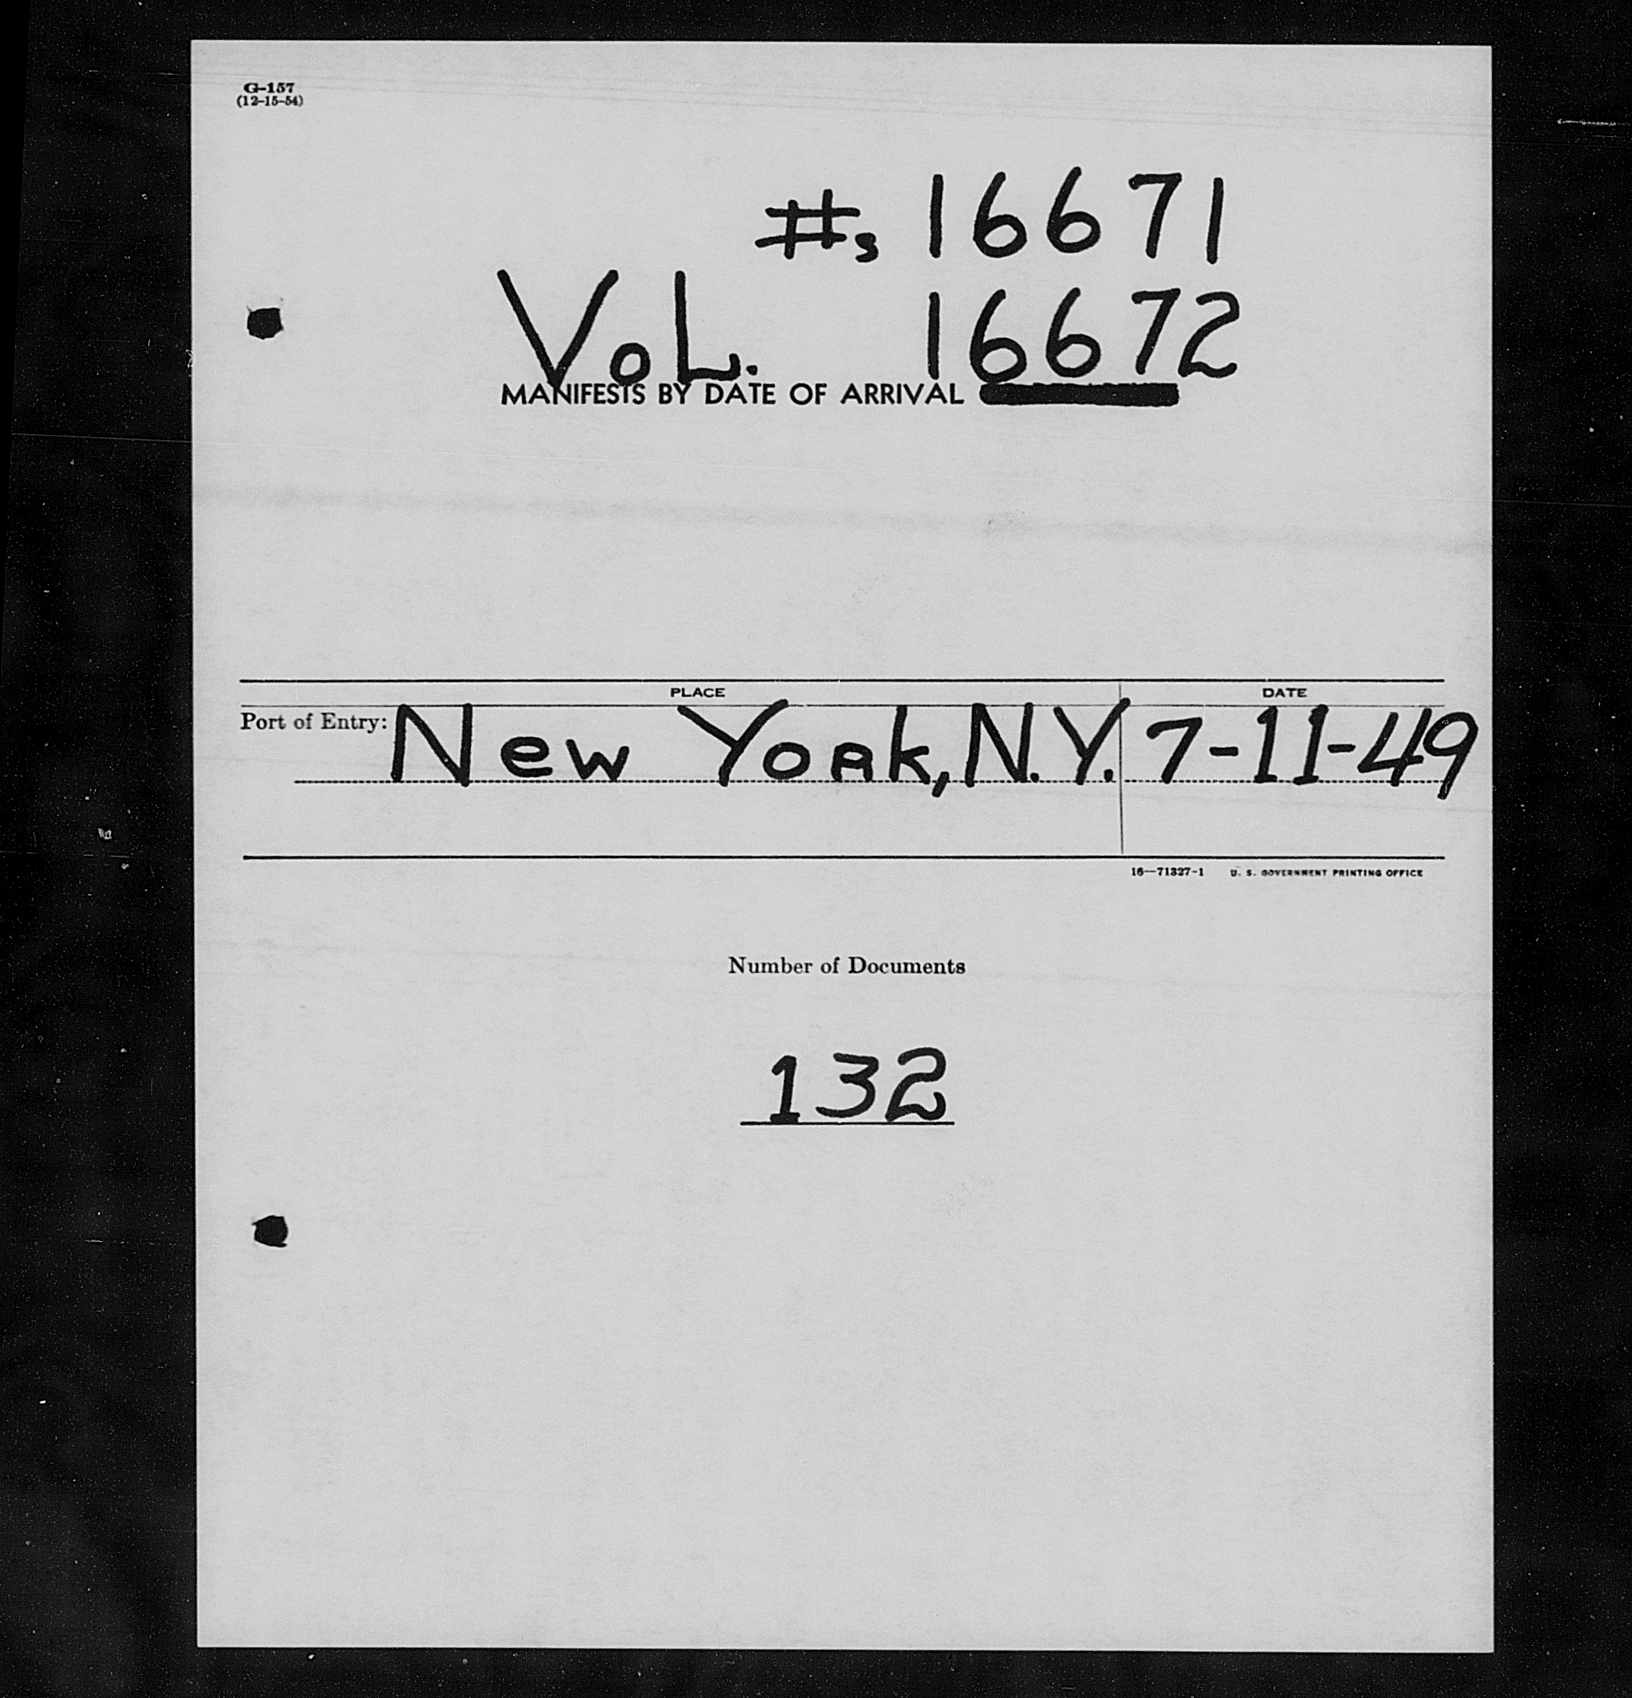 G-157
(12-15-54)
#s 16671
VoL. 16672
MANIFESTS BY DATE OF ARRIVAL
PLACE DATE
Port of Entry: New York, N.Y. 7-11-49
16—71327-1 U. S. GOVERNMENT PRINTING OFFICE
Number of Documents
132